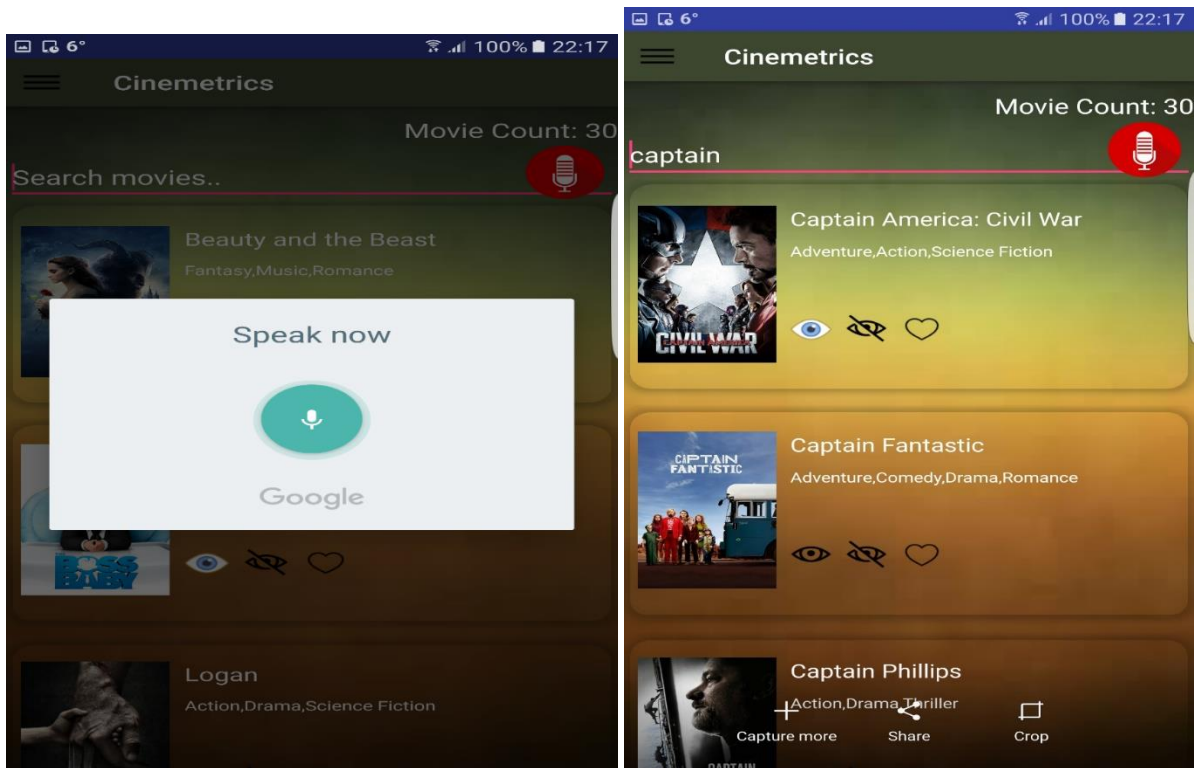 6° 100% 22:17
Cinemetrics
Movie Count: 30
Search movies..
Beauty and the Beast
Fantasy,Music,Romance
Speak now
Google
BOSS
BABY
Logan
Action,Drama,Science Fiction
6° 100% 22:17
Cinemetrics
Movie Count: 30
captain
Captain America: Civil War
Adventure,Action,Science Fiction
CIVIL WAR
CAPTAIN AMERICA
Captain Fantastic
CAPTAIN
FANTASTIC
Adventure,Comedy,Drama,Romance
Captain Phillips
Action,Drama,Thriller
Capture more Share Crop
CAPTAIN